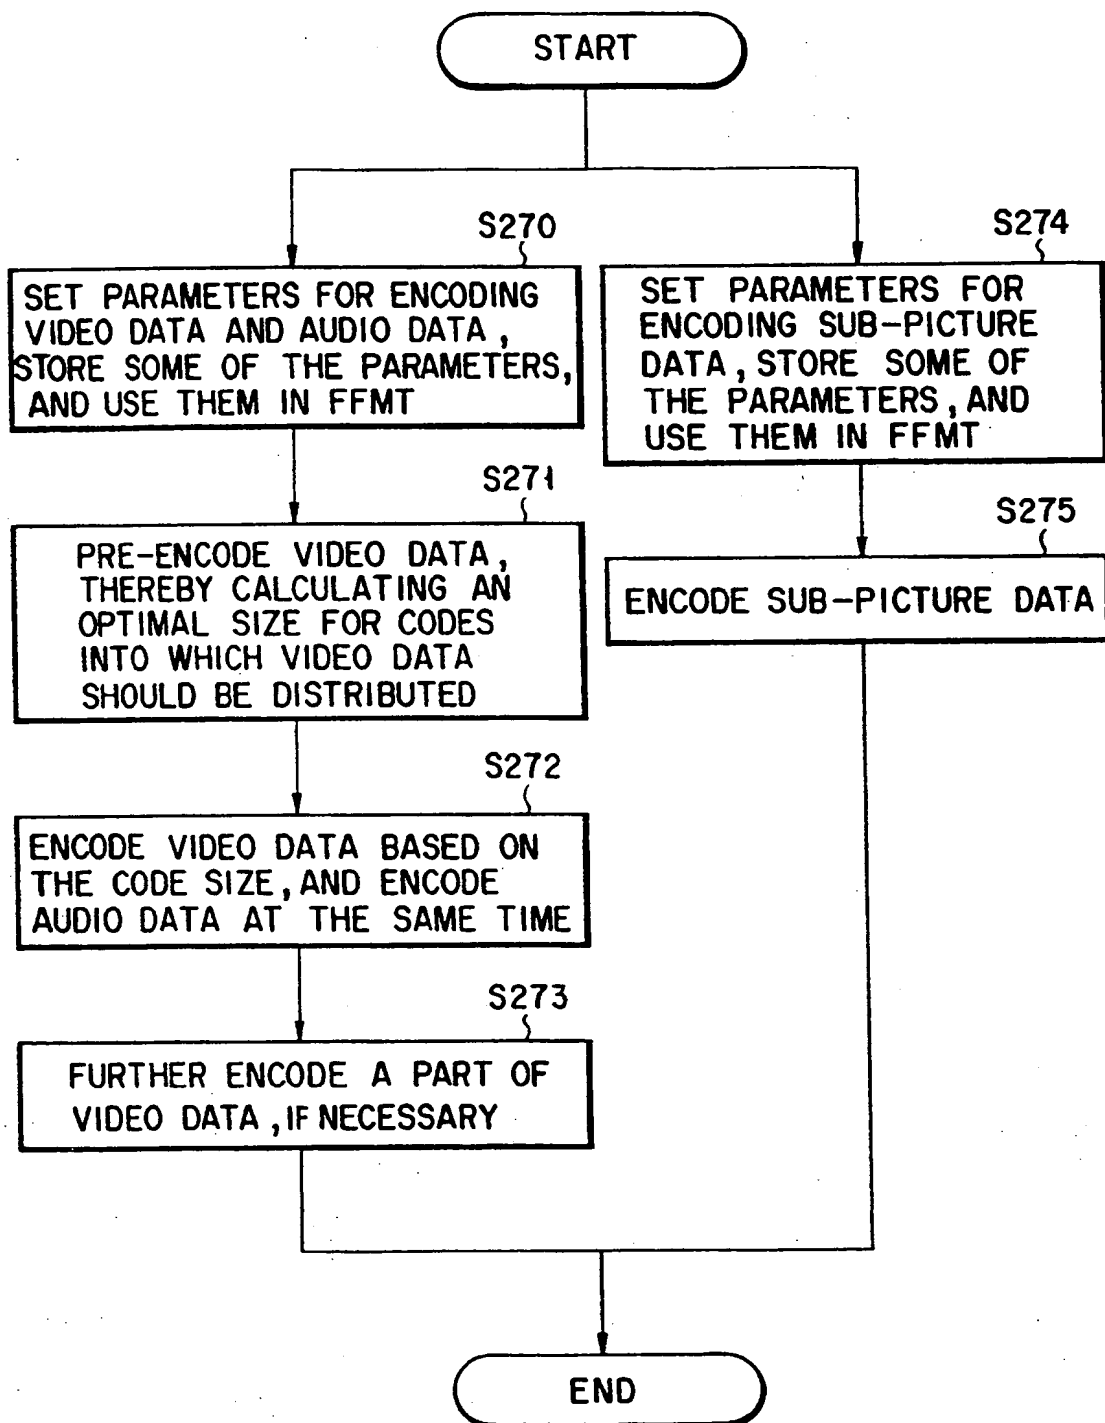 START
S270
SET PARAMETERS FOR ENCODING
VIDEO DATA AND AUDIO DATA,
STORE SOME OF THE PARAMETERS,
AND USE THEM IN FFMT
S271
PRE-ENCODE VIDEO DATA,
THEREBY CALCULATING AN
OPTIMAL SIZE FOR CODES
INTO WHICH VIDEO DATA
SHOULD BE DISTRIBUTED
S272
ENCODE VIDEO DATA BASED ON
THE CODE SIZE, AND ENCODE
AUDIO DATA AT THE SAME TIME
S273
FURTHER ENCODE A PART OF
VIDEO DATA, IF NECESSARY
S274
SET PARAMETERS FOR
ENCODING SUB-PICTURE
DATA, STORE SOME OF
THE PARAMETERS, AND
USE THEM IN FFMT
S275
ENCODE SUB-PICTURE DATA
END